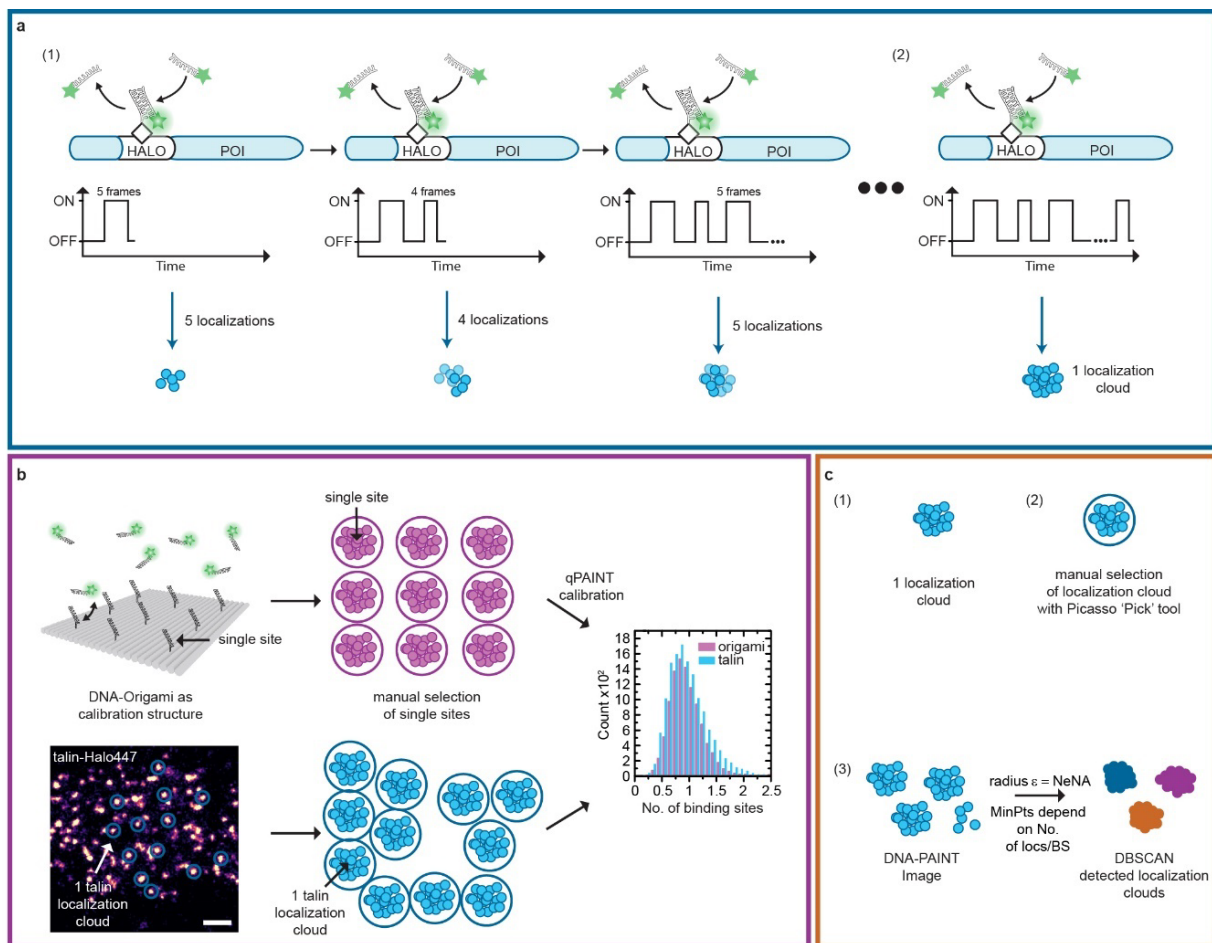 a
(1)
(2)
HALO
POI
HALO
POI
HALO
POI
HALO
POI
ON
5 frames
OFF
Time
ON
4 frames
OFF
Time
ON
5 frames
OFF
Time
ON
OFF
Time
5 localizations
4 localizations
5 localizations
1 localization
cloud
b
single site
single site
DNA-Origami as
calibration structure
manual selection
of single sites
qPAINT
calibration
origami
talin
Count x10²
18
16
14
12
10
8
6
4
2
0
0.0
0.5
1.0
1.5
2.0
2.5
No. of binding sites
talin-Halo447
1 talin
localization
cloud
1 talin
localization
cloud
c
(1)
1 localization
cloud
(2)
manual selection
of localization cloud
with Picasso 'Pick' tool
(3)
DNA-PAINT
Image
radius ε = NeNA
MinPts depend
on No.
of locs/BS
DBSCAN
detected localization
clouds